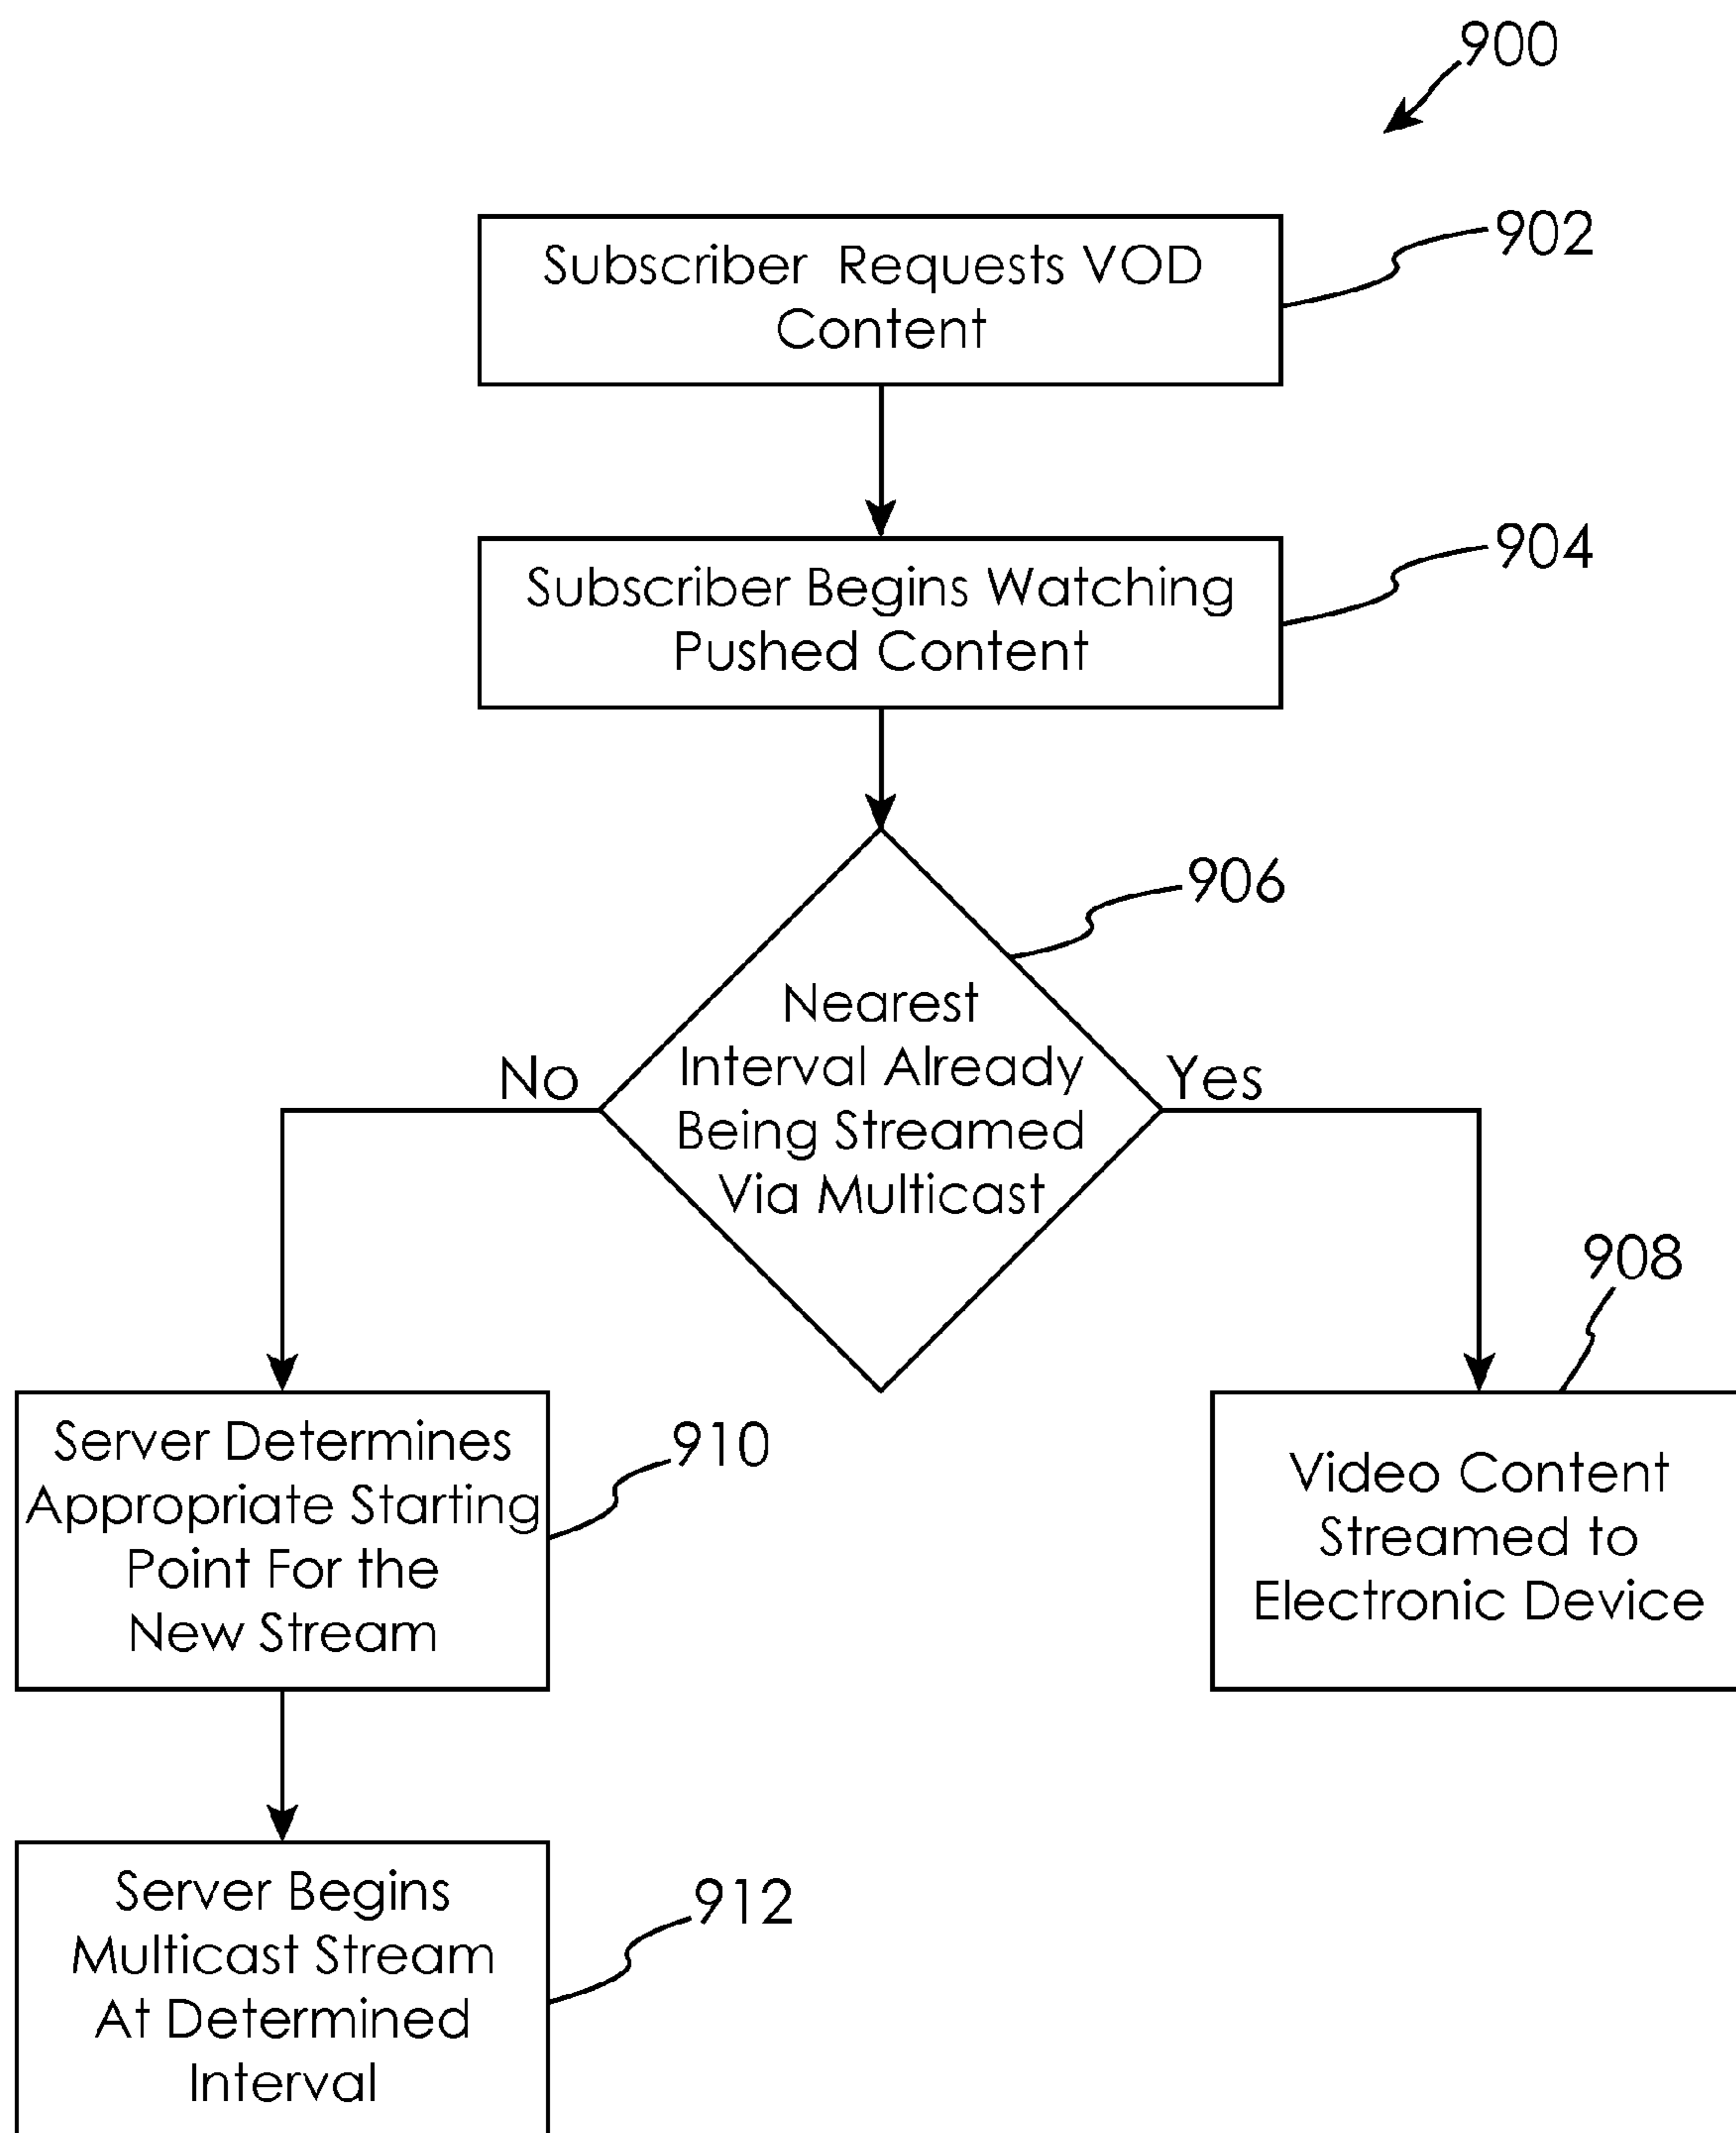 900
Subscriber Requests VOD
Content
902
Subscriber Begins Watching
Pushed Content
904
906
Nearest
Interval Already
Being Streamed
Via Multicast
No
Yes
908
Server Determines
Appropriate Starting
Point For the
New Stream
910
Video Content
Streamed to
Electronic Device
Server Begins
Multicast Stream
At Determined
Interval
912